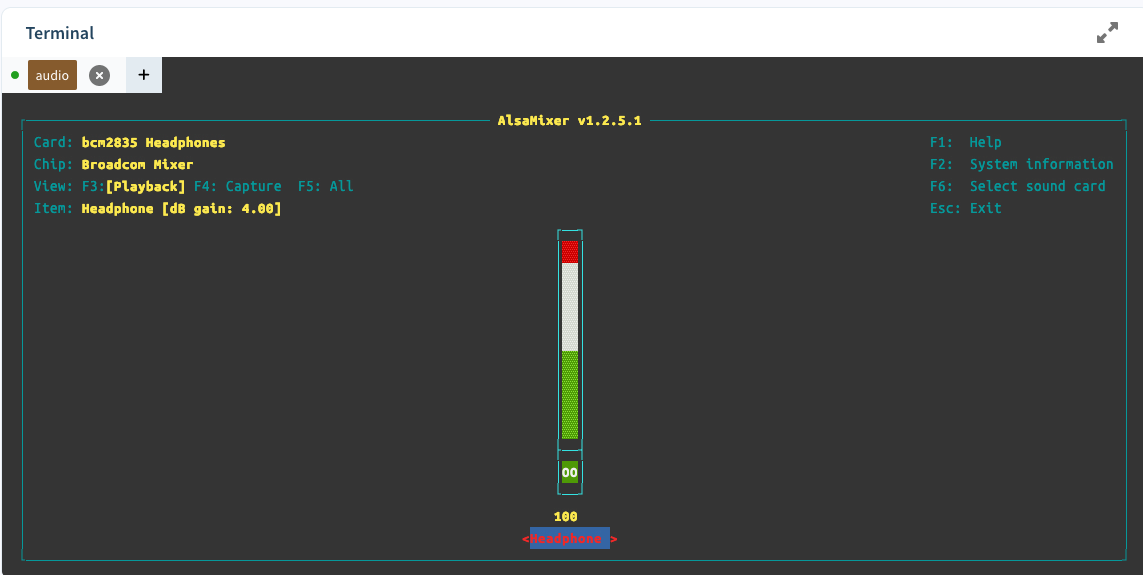 Terminal
audio
+
AlsaMixer v1.2.5.1
Card: bcm2835 Headphones F1: Help
Chip: Broadcom Mixer F2: System information
View: F3:[Playback] F4: Capture F5: All F6: Select sound card
Item: Headphone [dB gain: 4.00] Esc: Exit
OO
100
<Headphone >